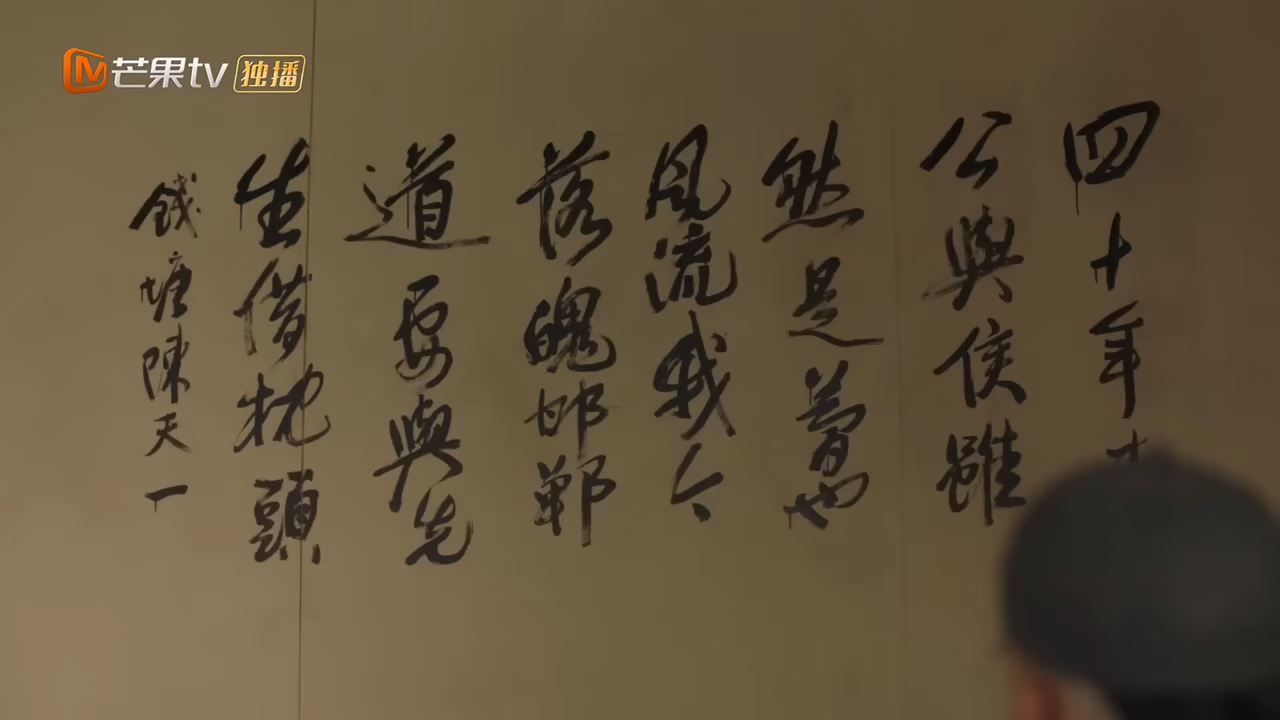 芒果tv 独播
四十年
公與侯雖
然是夢也
風流我今
落魄邯鄲
道要與先
生借枕頭
錢塘陳天一